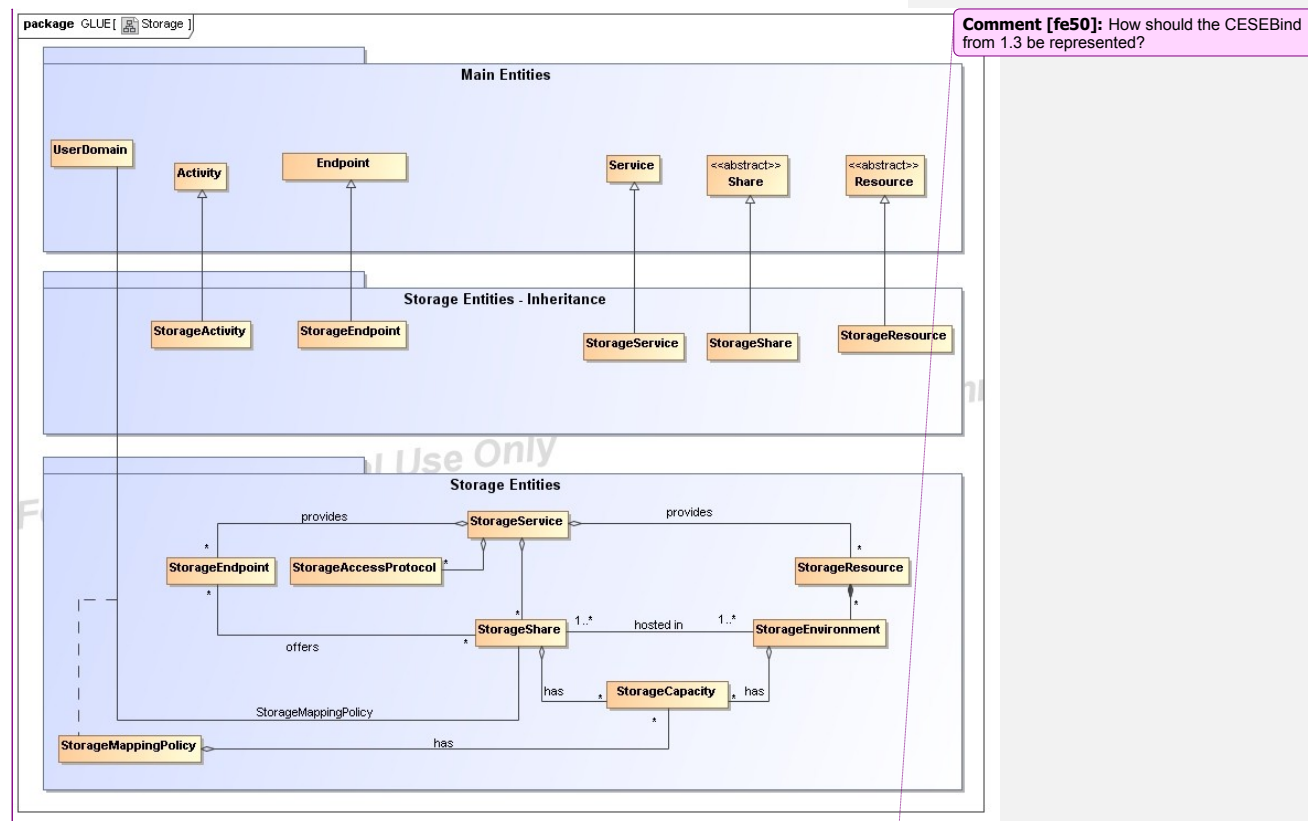 package GLUE[ Storage ]
Comment [fe50]: How should the CESEBind
from 1.3 be represented?
Main Entities
UserDomain
Activity
Endpoint
Service
<<abstract>>
Share
<<abstract>>
Resource
Storage Entities - Inheritance
StorageActivity
StorageEndpoint
StorageService
StorageShare
StorageResource
Use Only
Storage Entities
provides
StorageService
provides
*
*
StorageEndpoint
StorageAccessProtocol
*
StorageResource
*
*
*
StorageShare
1..*
hosted in
1..*
StorageEnvironment
offers
*
has
*
StorageCapacity
*
has
*
StorageMappingPolicy
StorageMappingPolicy
has